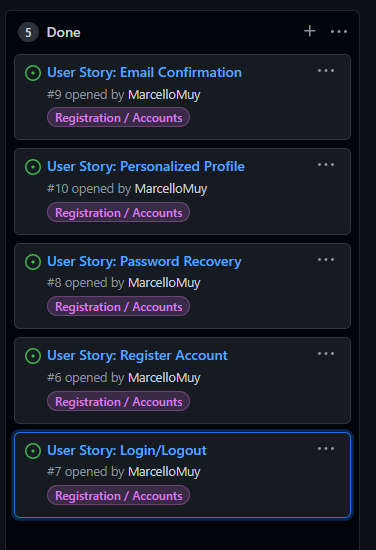 5 Done
User Story: Email Confirmation
#9 opened by MarcelloMuy
Registration / Accounts
User Story: Personalized Profile
#10 opened by MarcelloMuy
Registration / Accounts
User Story: Password Recovery
#8 opened by MarcelloMuy
Registration / Accounts
User Story: Register Account
#6 opened by MarcelloMuy
Registration / Accounts
User Story: Login/Logout
#7 opened by MarcelloMuy
Registration / Accounts